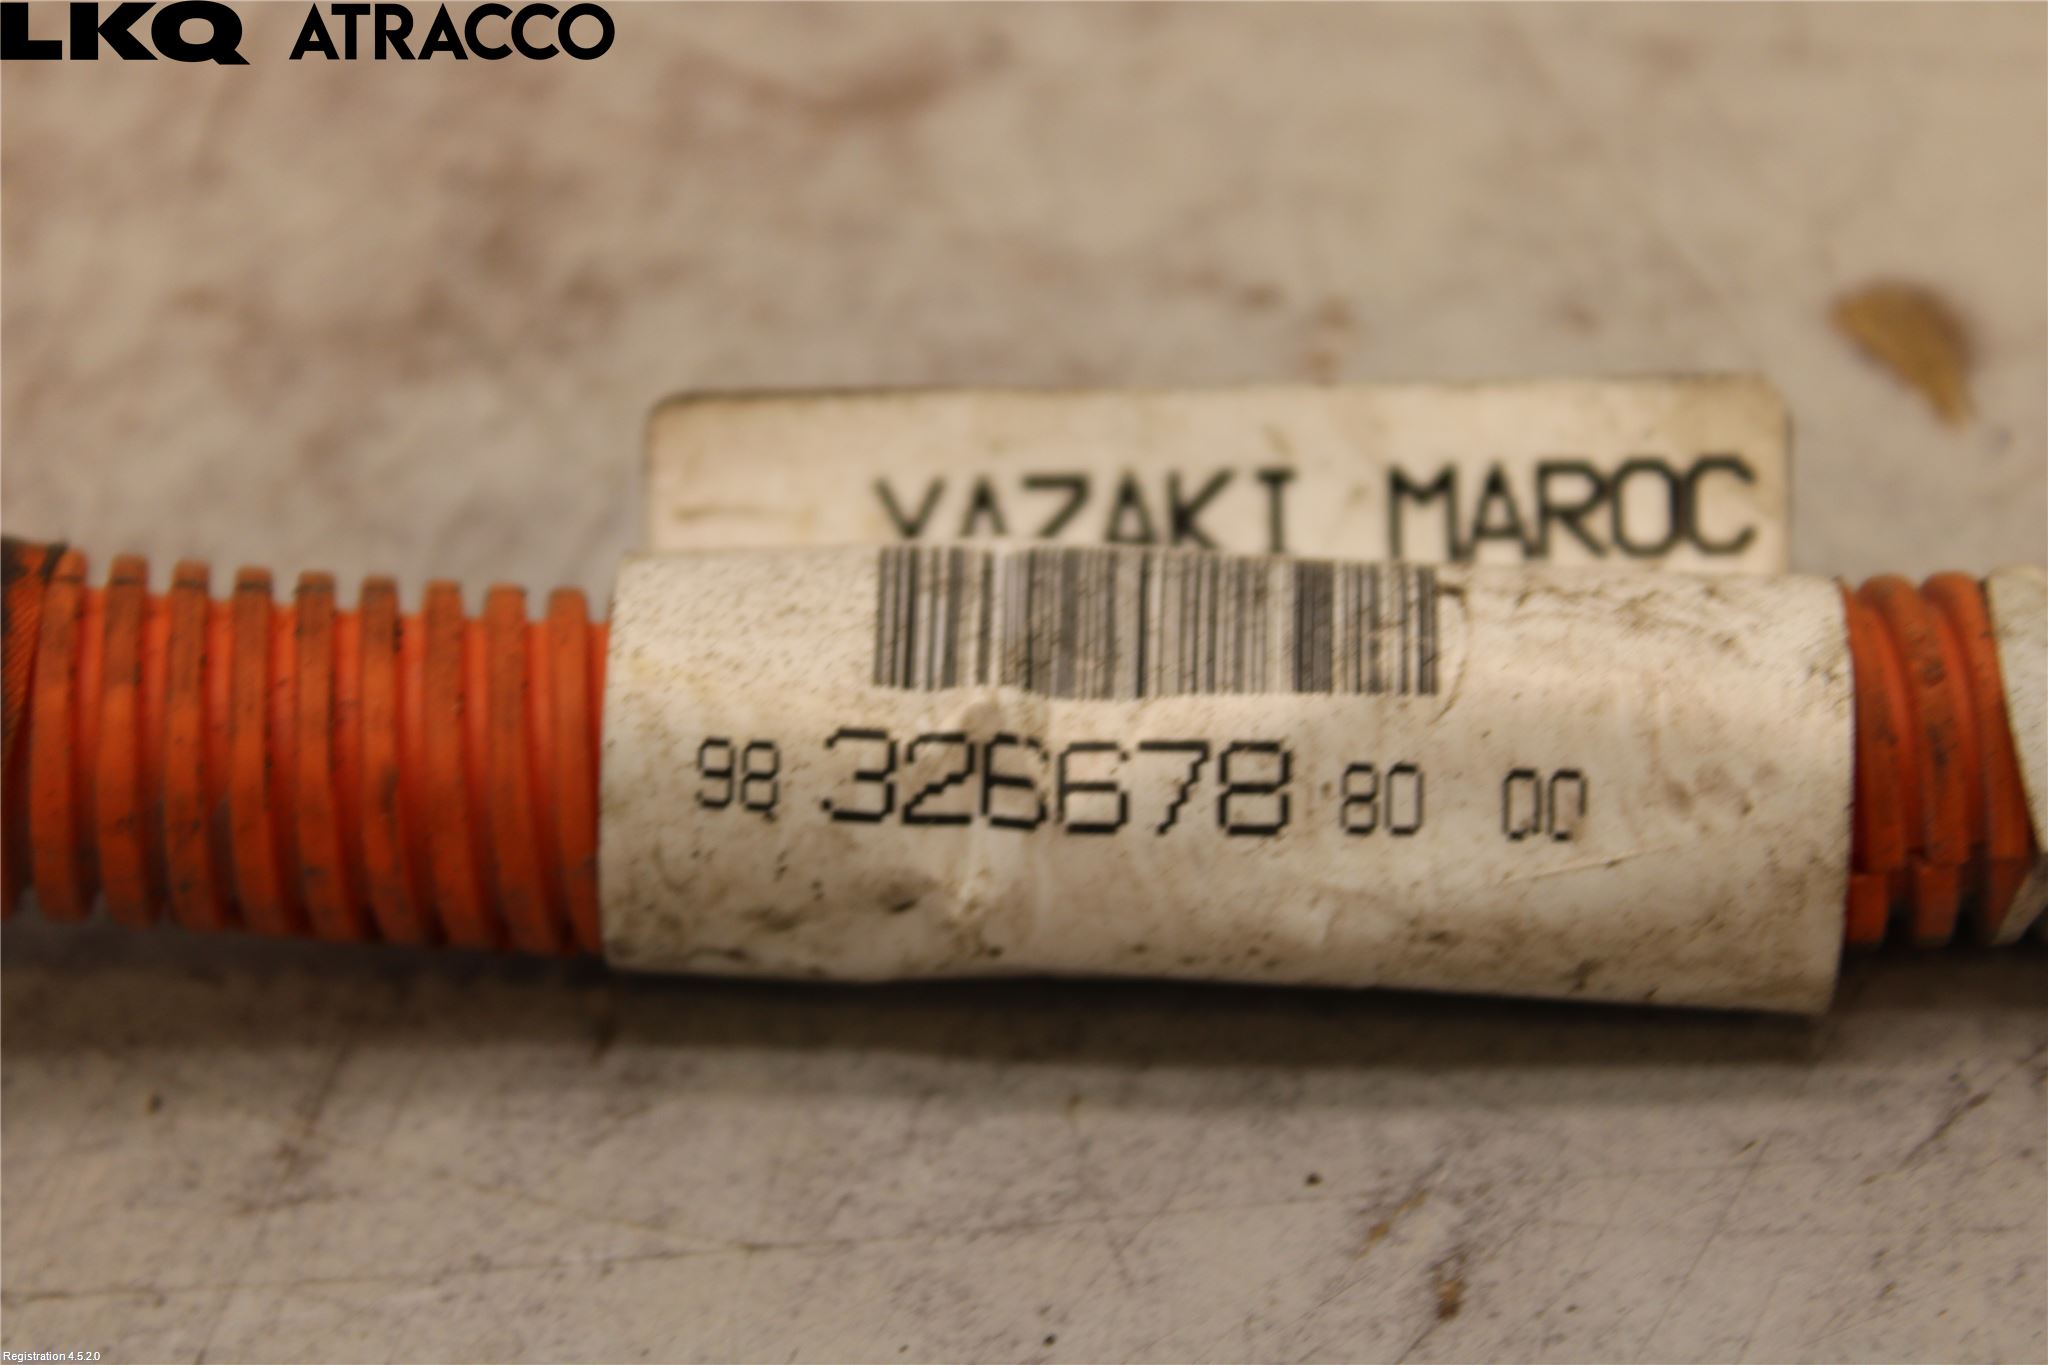 LKQ ATRACCO
YAZAKI MAROC
98 326678 80 00
Registration 4.5.2.0